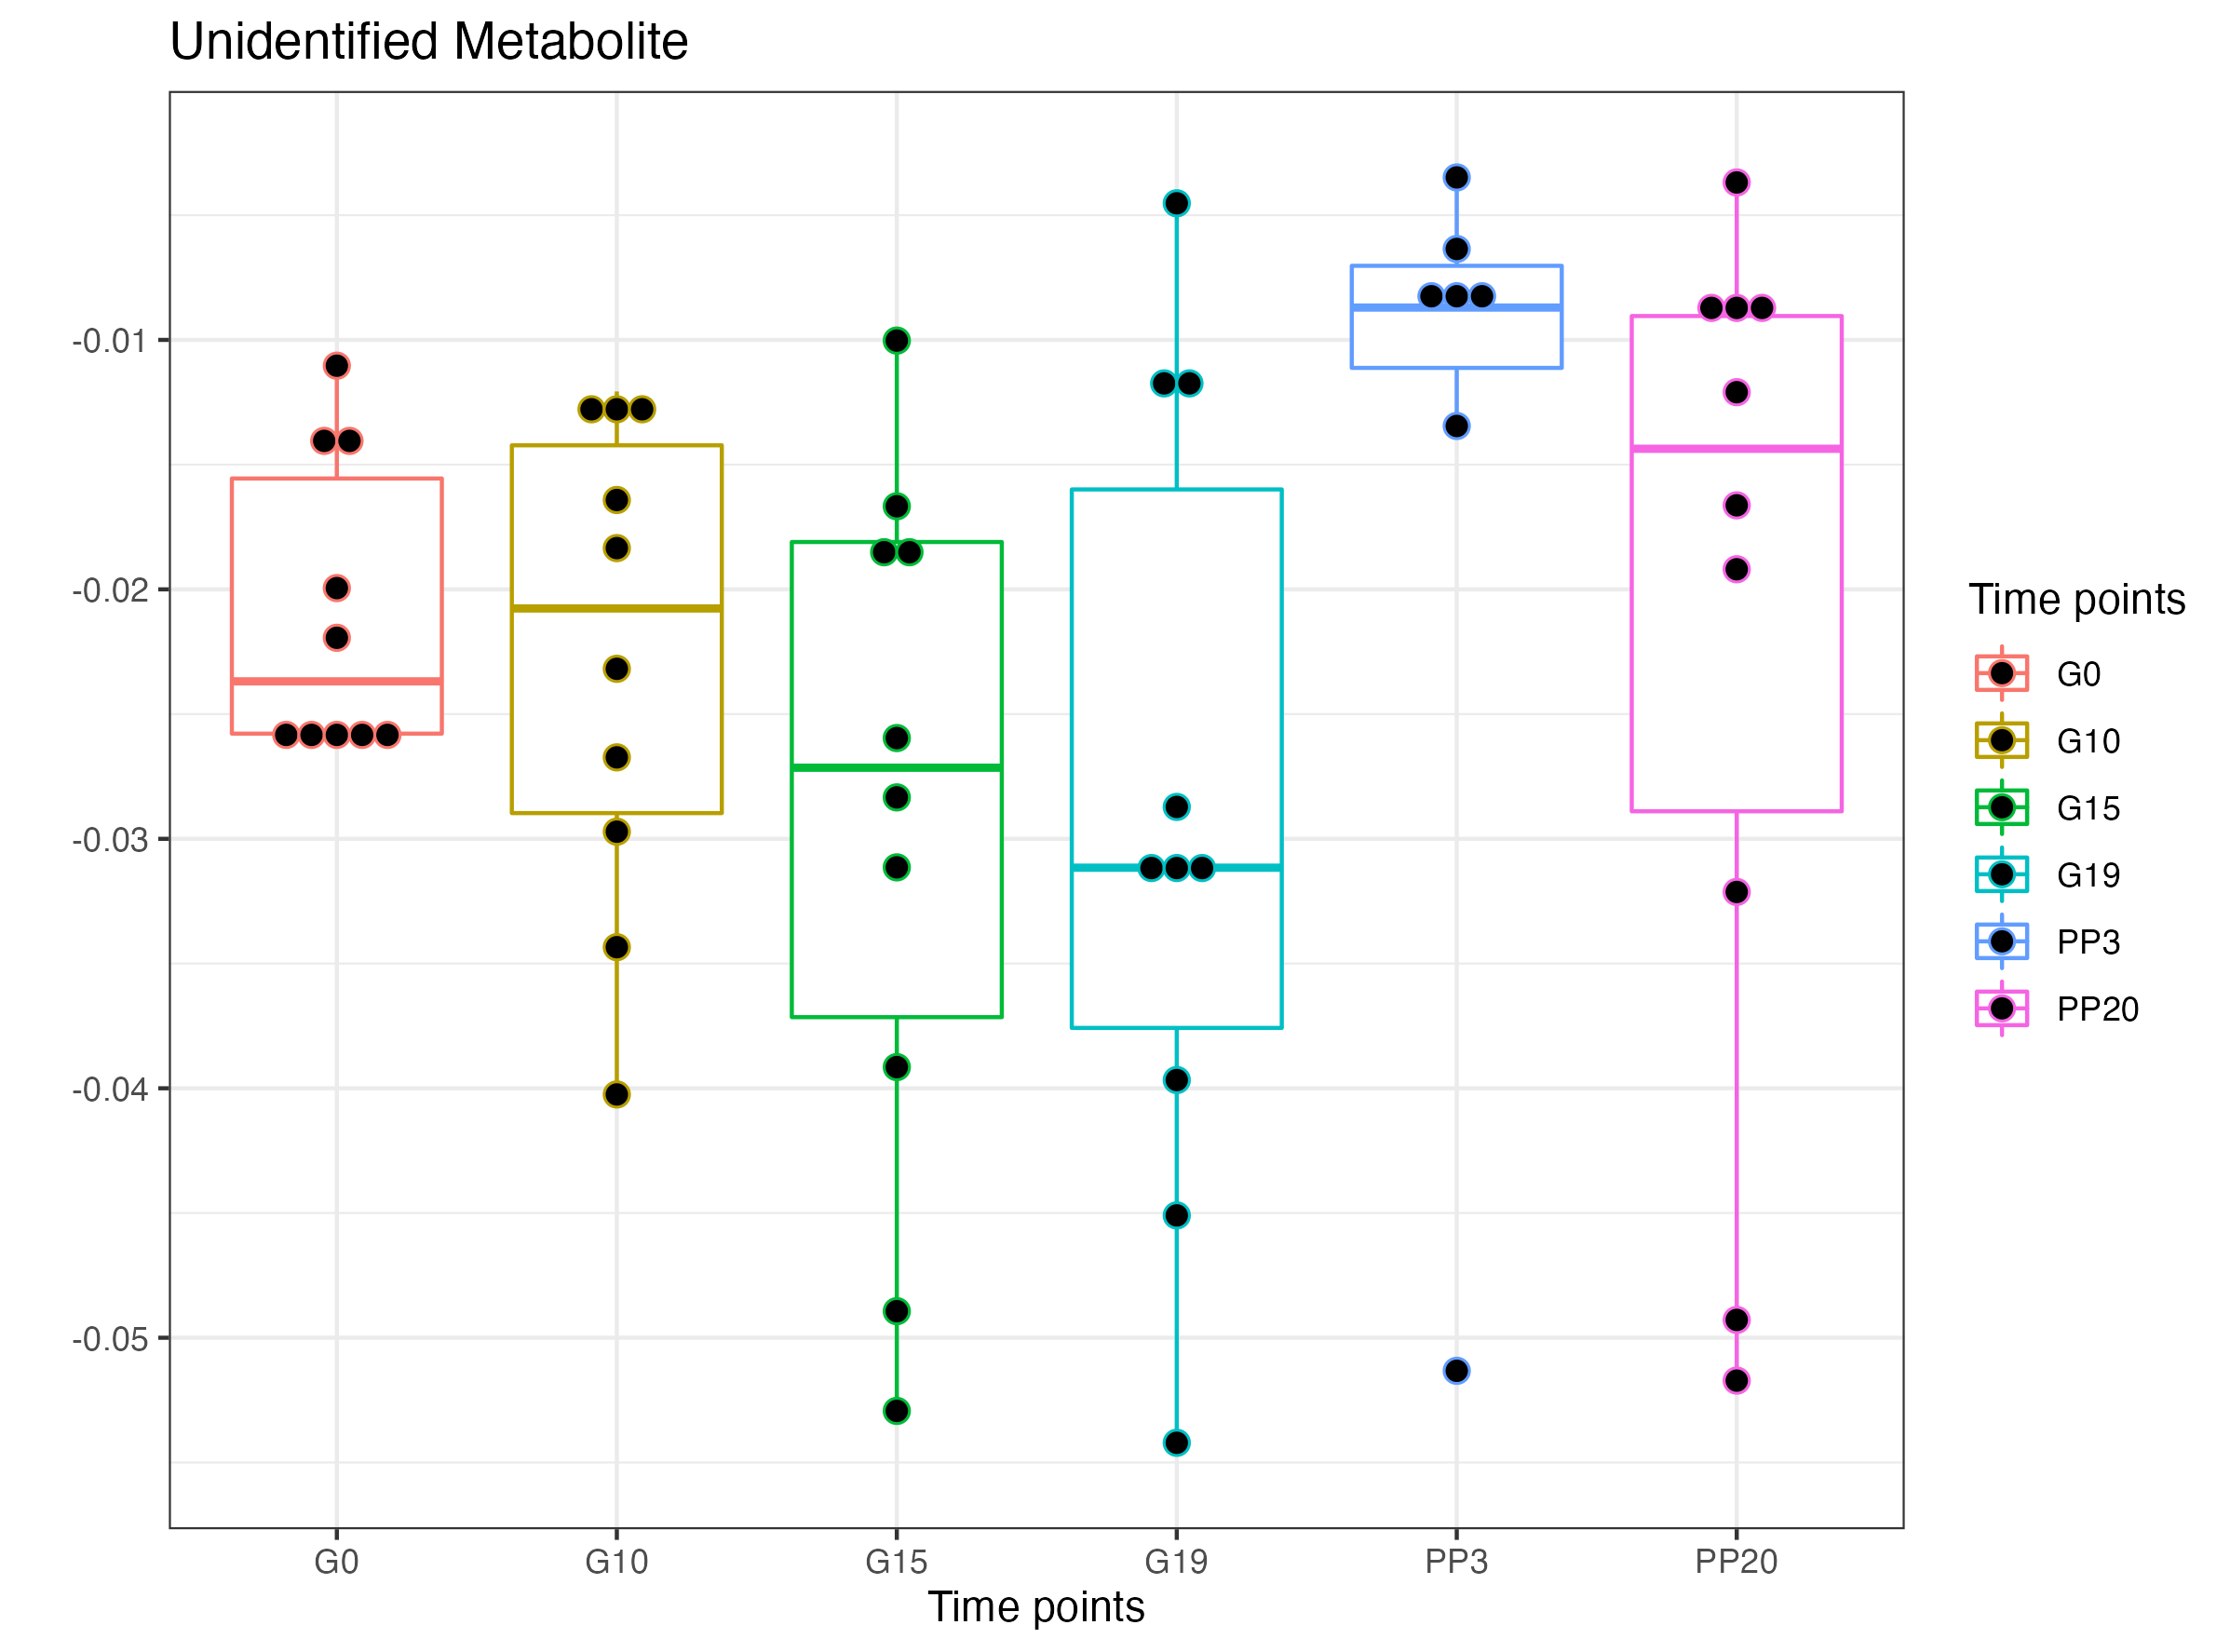 Unidentified Metabolite
-0.01
-0.02
-0.03
-0.04
-0.05
G0 G10 G15 G19 PP3 PP20
Time points
Time points
G0
G10
G15
G19
PP3
PP20